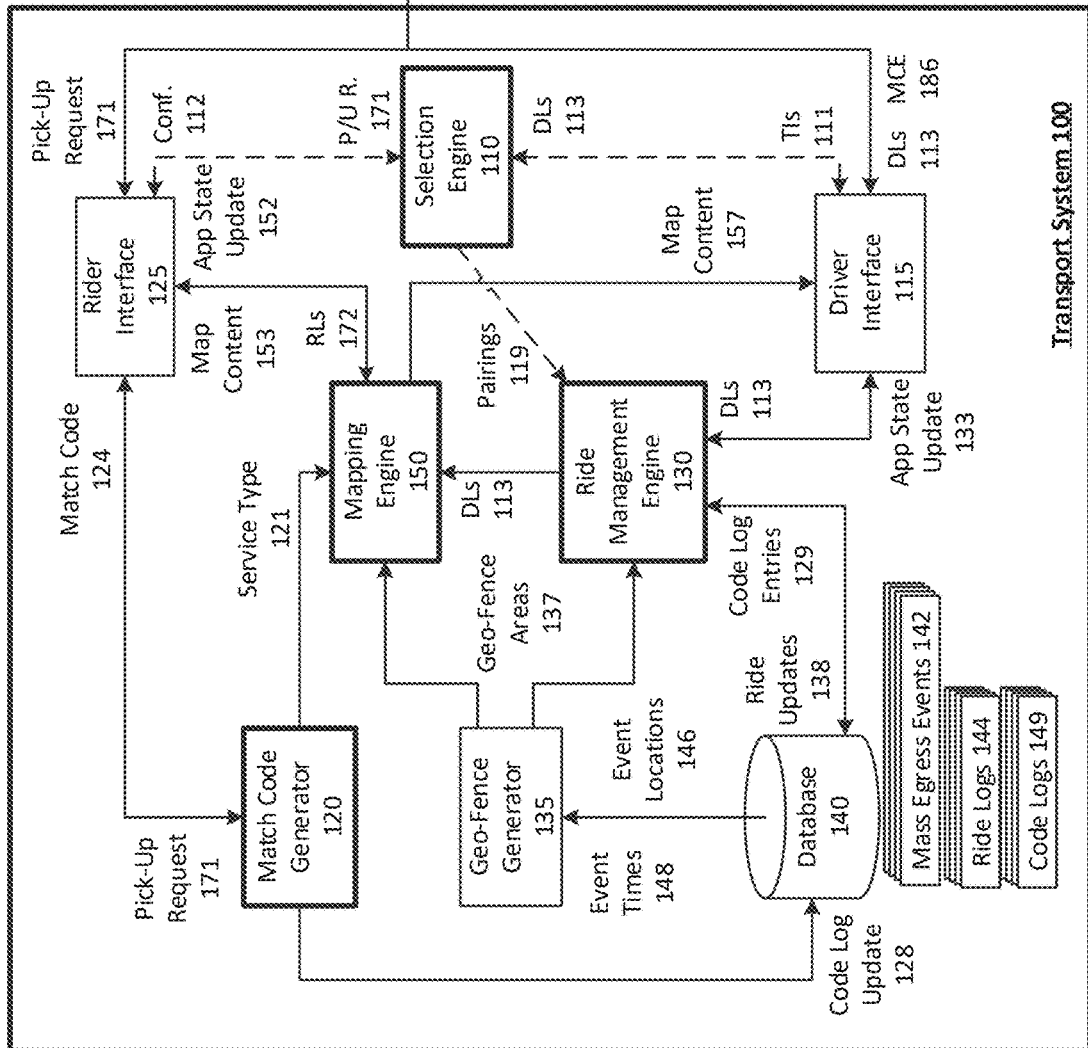 Pick-Up
Request
171
Match Code
124
Rider
Interface
125
Pick-Up
Request
171
Conf.
112
App State
Update
152
Map
Content
153
RLs
172
P/U R.
171
Selection
Engine
110
DLs
113
TIs
111
DLs
113
MCE
186
Match Code
Generator
120
Service Type
121
Mapping
Engine
150
Pairings
119
Map
Content
157
Driver
Interface
115
Geo-Fence
Generator
135
Geo-Fence
Areas
137
DLs
113
Ride
Management
Engine
130
DLs
113
App State
Update
133
Event
Times
148
Event
Locations
146
Ride
Updates
138
Code Log
Entries
129
Code Log
Update
128
Database
140
Mass Egress Events 142
Ride Logs 144
Code Logs 149
Transport System 100